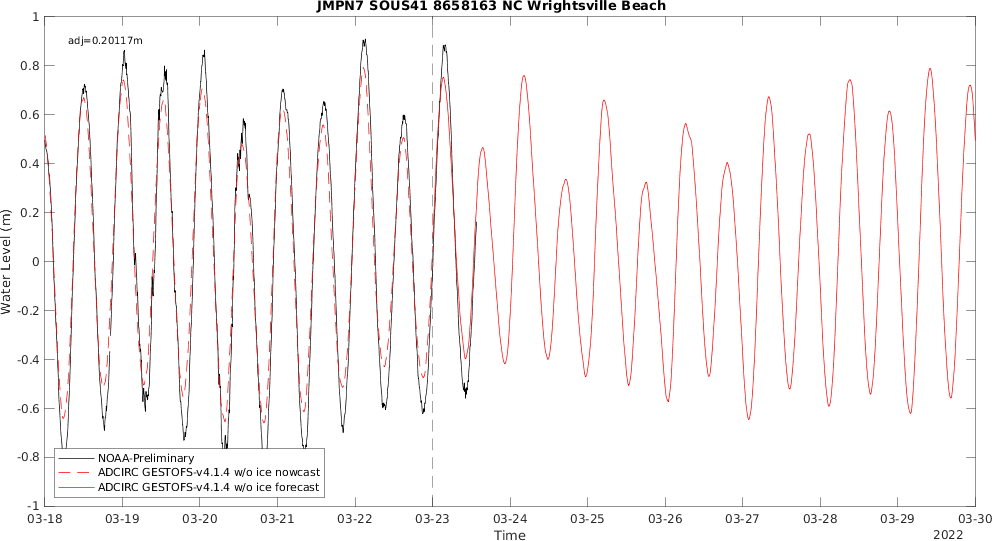 JMPN7 SOUS41 8658163 NC Wrightsville Beach
adj=0.20117m
1
0.8
0.6
0.4
0.2
0
-0.2
-0.4
-0.6
-0.8
-1
Water Level (m)
NOAA-Preliminary
ADCIRC GESTOFS-v4.1.4 w/o ice nowcast
ADCIRC GESTOFS-v4.1.4 w/o ice forecast
03-18 03-19 03-20 03-21 03-22 03-23 03-24 03-25 03-26 03-27 03-28 03-29 03-30
Time
2022